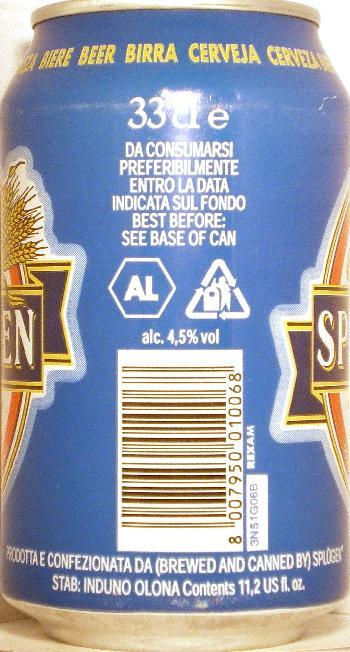 BIERE BEER BIRRA CERVEJA CERVEZA
33 cl e
DA CONSUMARSI
PREFERIBILMENTE
ENTRO LA DATA
INDICATA SUL FONDO
BEST BEFORE:
SEE BASE OF CAN
AL
alc. 4,5% vol
EN
SP
8 007950 010068
REXAM
3N51G06B
PRODOTTA E CONFEZIONATA DA (BREWED AND CANNED BY) SPLÜGEN
STAB: INDUNO OLONA Contents 11,2 US fl. oz.